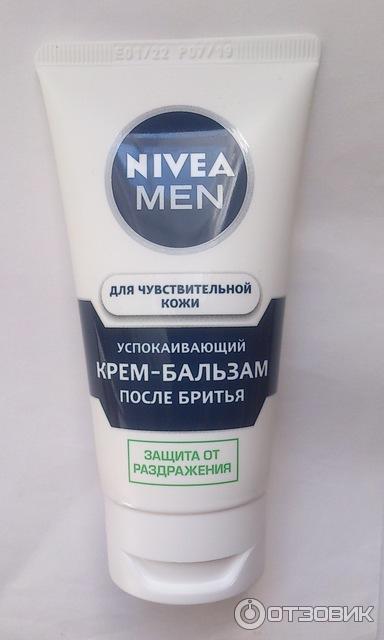 E01/22 P07/19
NIVEA
MEN
ДЛЯ ЧУВСТВИТЕЛЬНОЙ
КОЖИ
УСПОКАИВАЮЩИЙ
КРЕМ-БАЛЬЗАМ
ПОСЛЕ БРИТЬЯ
ЗАЩИТА ОТ
РАЗДРАЖЕНИЯ
ОТЗОВИК